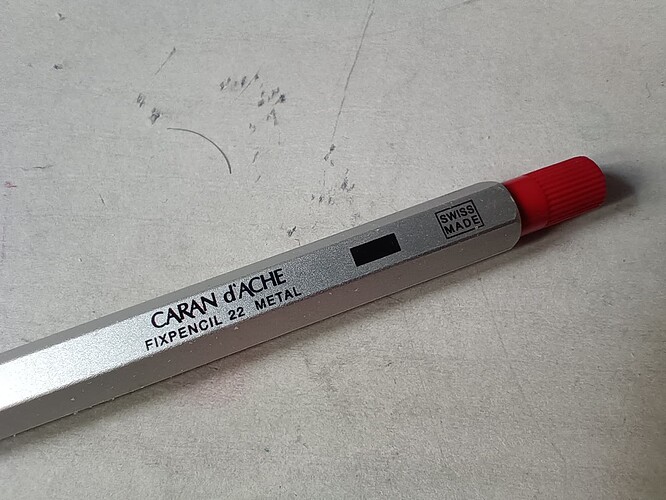 CARAN d'ACHE
FIXPENCIL 22 METAL
SWISS
MADE